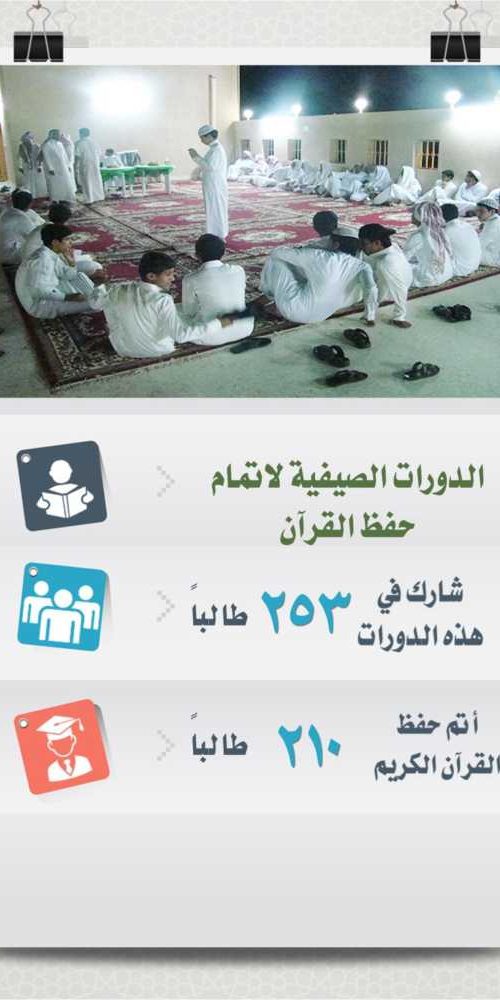 الدورات الصيفية لاتمام
حفظ القرآن
شارك في
هذه الدورات
٢٥٣ طالباً
أتم حفظ
القرآن الكريم
٢١٠ طالباً